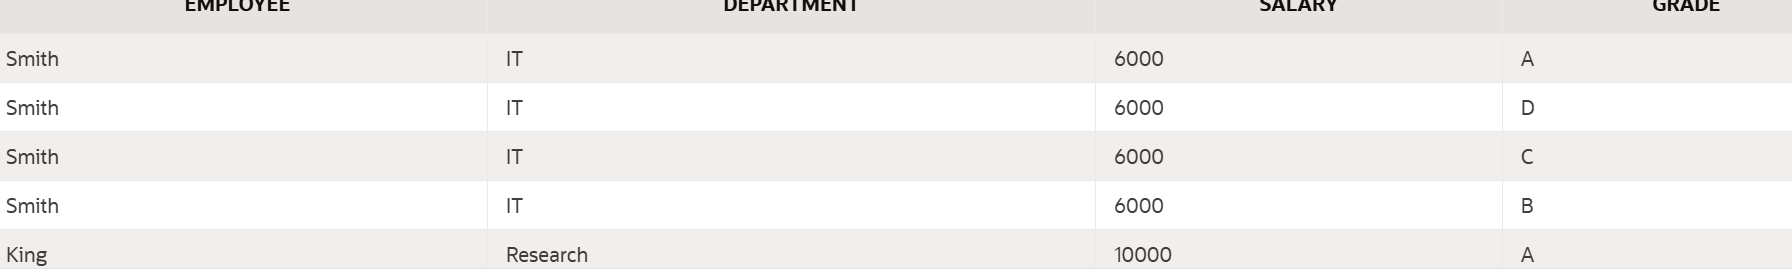 EMPLOYEE DEPARTMENT SALARY GRADE
Smith IT 6000 A
Smith IT 6000 D
Smith IT 6000 C
Smith IT 6000 B
King Research 10000 A